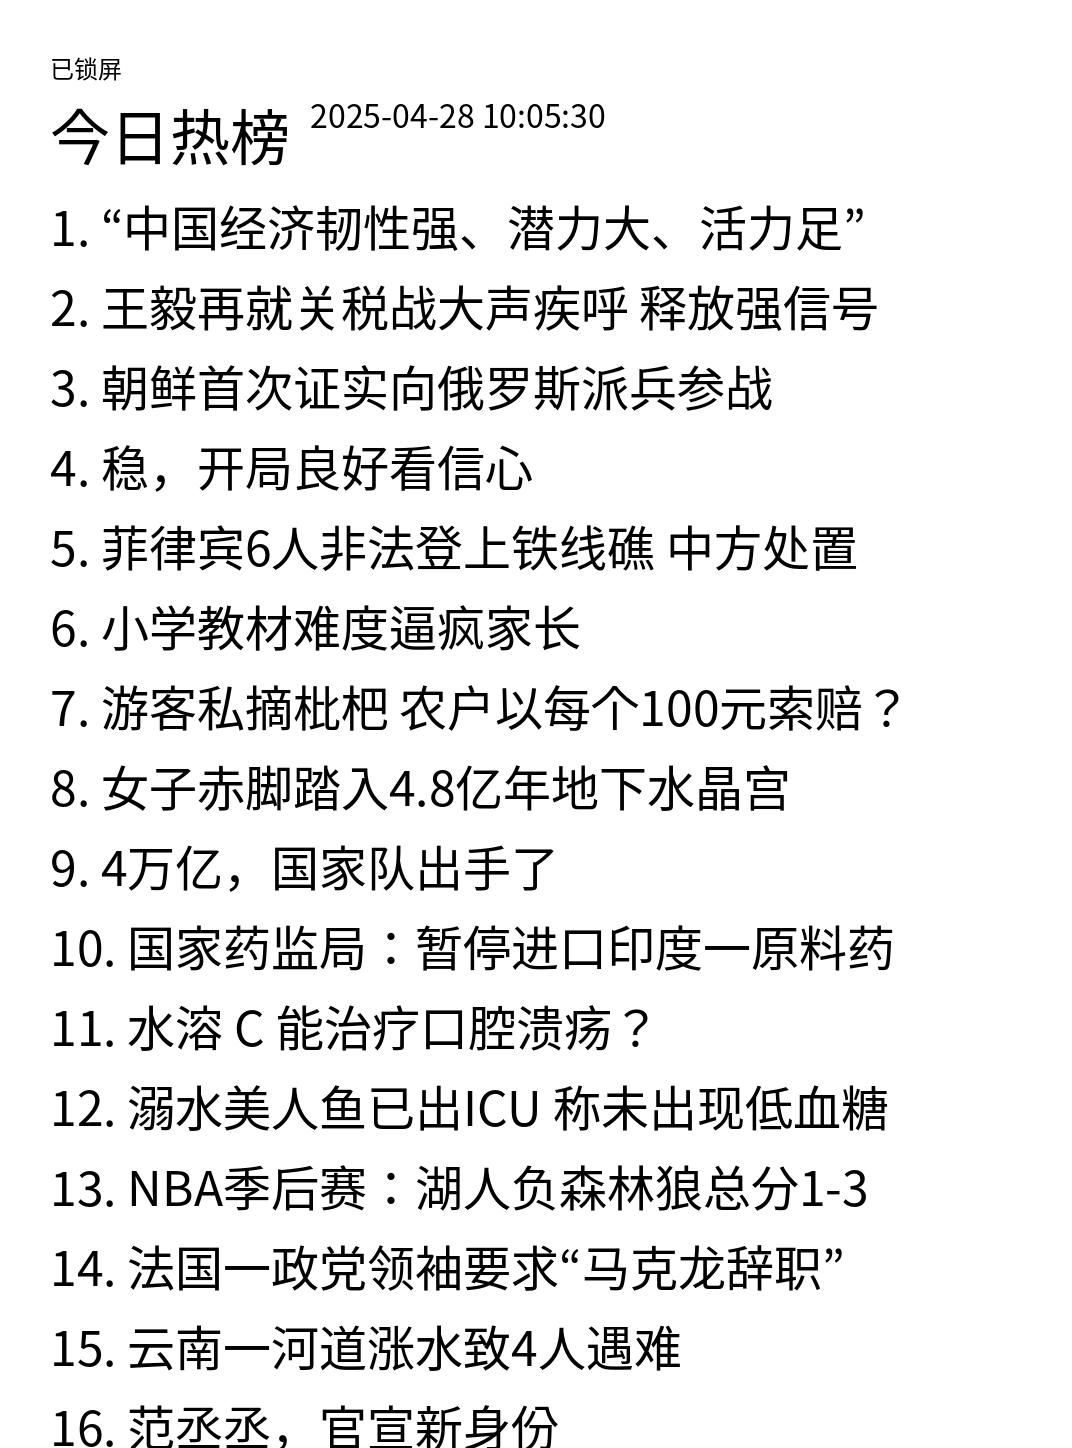 已锁屏
今日热榜 2025-04-28 10:05:30
1. “中国经济韧性强、潜力大、活力足”
2. 王毅再就关税战大声疾呼 释放强信号
3. 朝鲜首次证实向俄罗斯派兵参战
4. 稳，开局良好看信心
5. 菲律宾6人非法登上铁线礁 中方处置
6. 小学教材难度逼疯家长
7. 游客私摘枇杷 农户以每个100元索赔？
8. 女子赤脚踏入4.8亿年地下水晶宫
9. 4万亿，国家队出手了
10. 国家药监局：暂停进口印度一原料药
11. 水溶 C 能治疗口腔溃疡？
12. 溺水美人鱼已出ICU 称未出现低血糖
13. NBA季后赛：湖人负森林狼总分1-3
14. 法国一政党领袖要求“马克龙辞职”
15. 云南一河道涨水致4人遇难
16. 范丞丞，官宣新身份